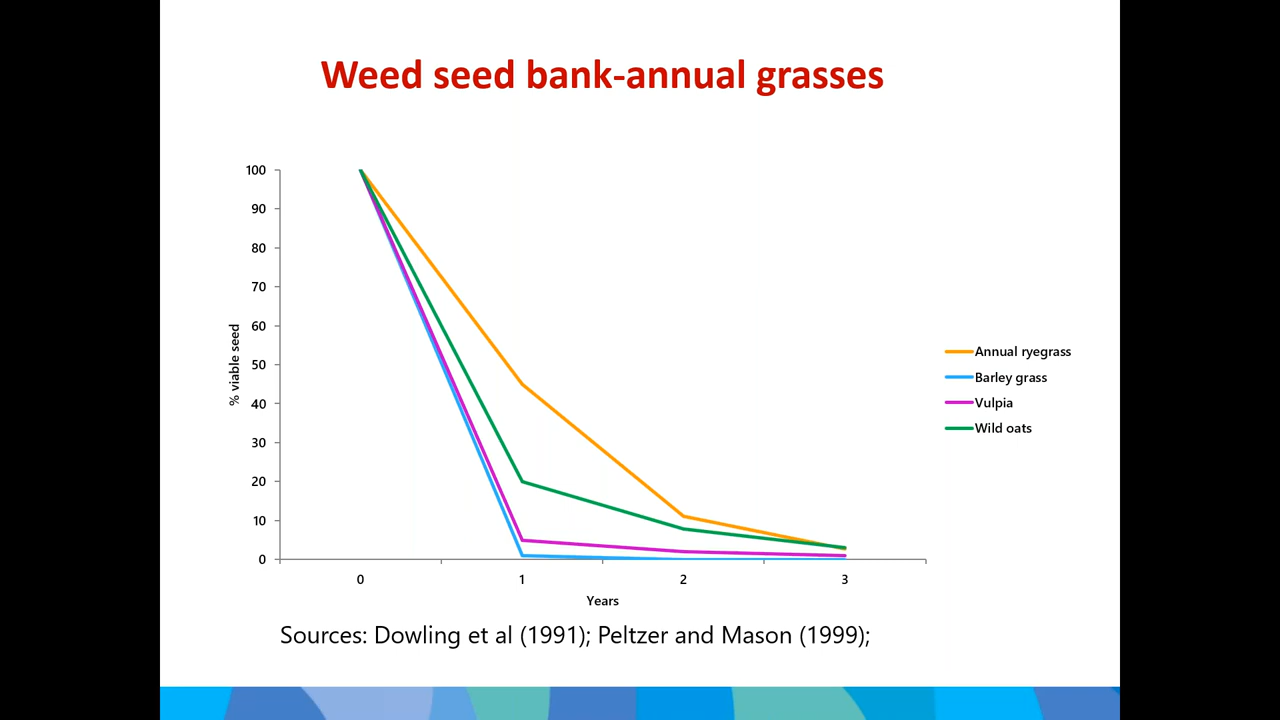 Weed seed bank-annual grasses
100
90
80
70
60
50
40
30
20
10
0
% viable seed
0 1 2 3
Years
Annual ryegrass
Barley grass
Vulpia
Wild oats
Sources: Dowling et al (1991); Peltzer and Mason (1999);